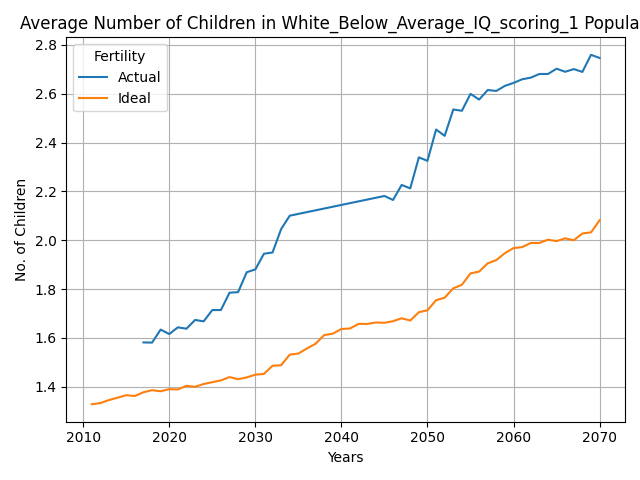 Average Number of Children in White_Below_Average_IQ_scoring_1 Popula
Fertility
Actual
Ideal
No. of Children
2.8
2.6
2.4
2.2
2.0
1.8
1.6
1.4
2010 2020 2030 2040 2050 2060 2070
Years